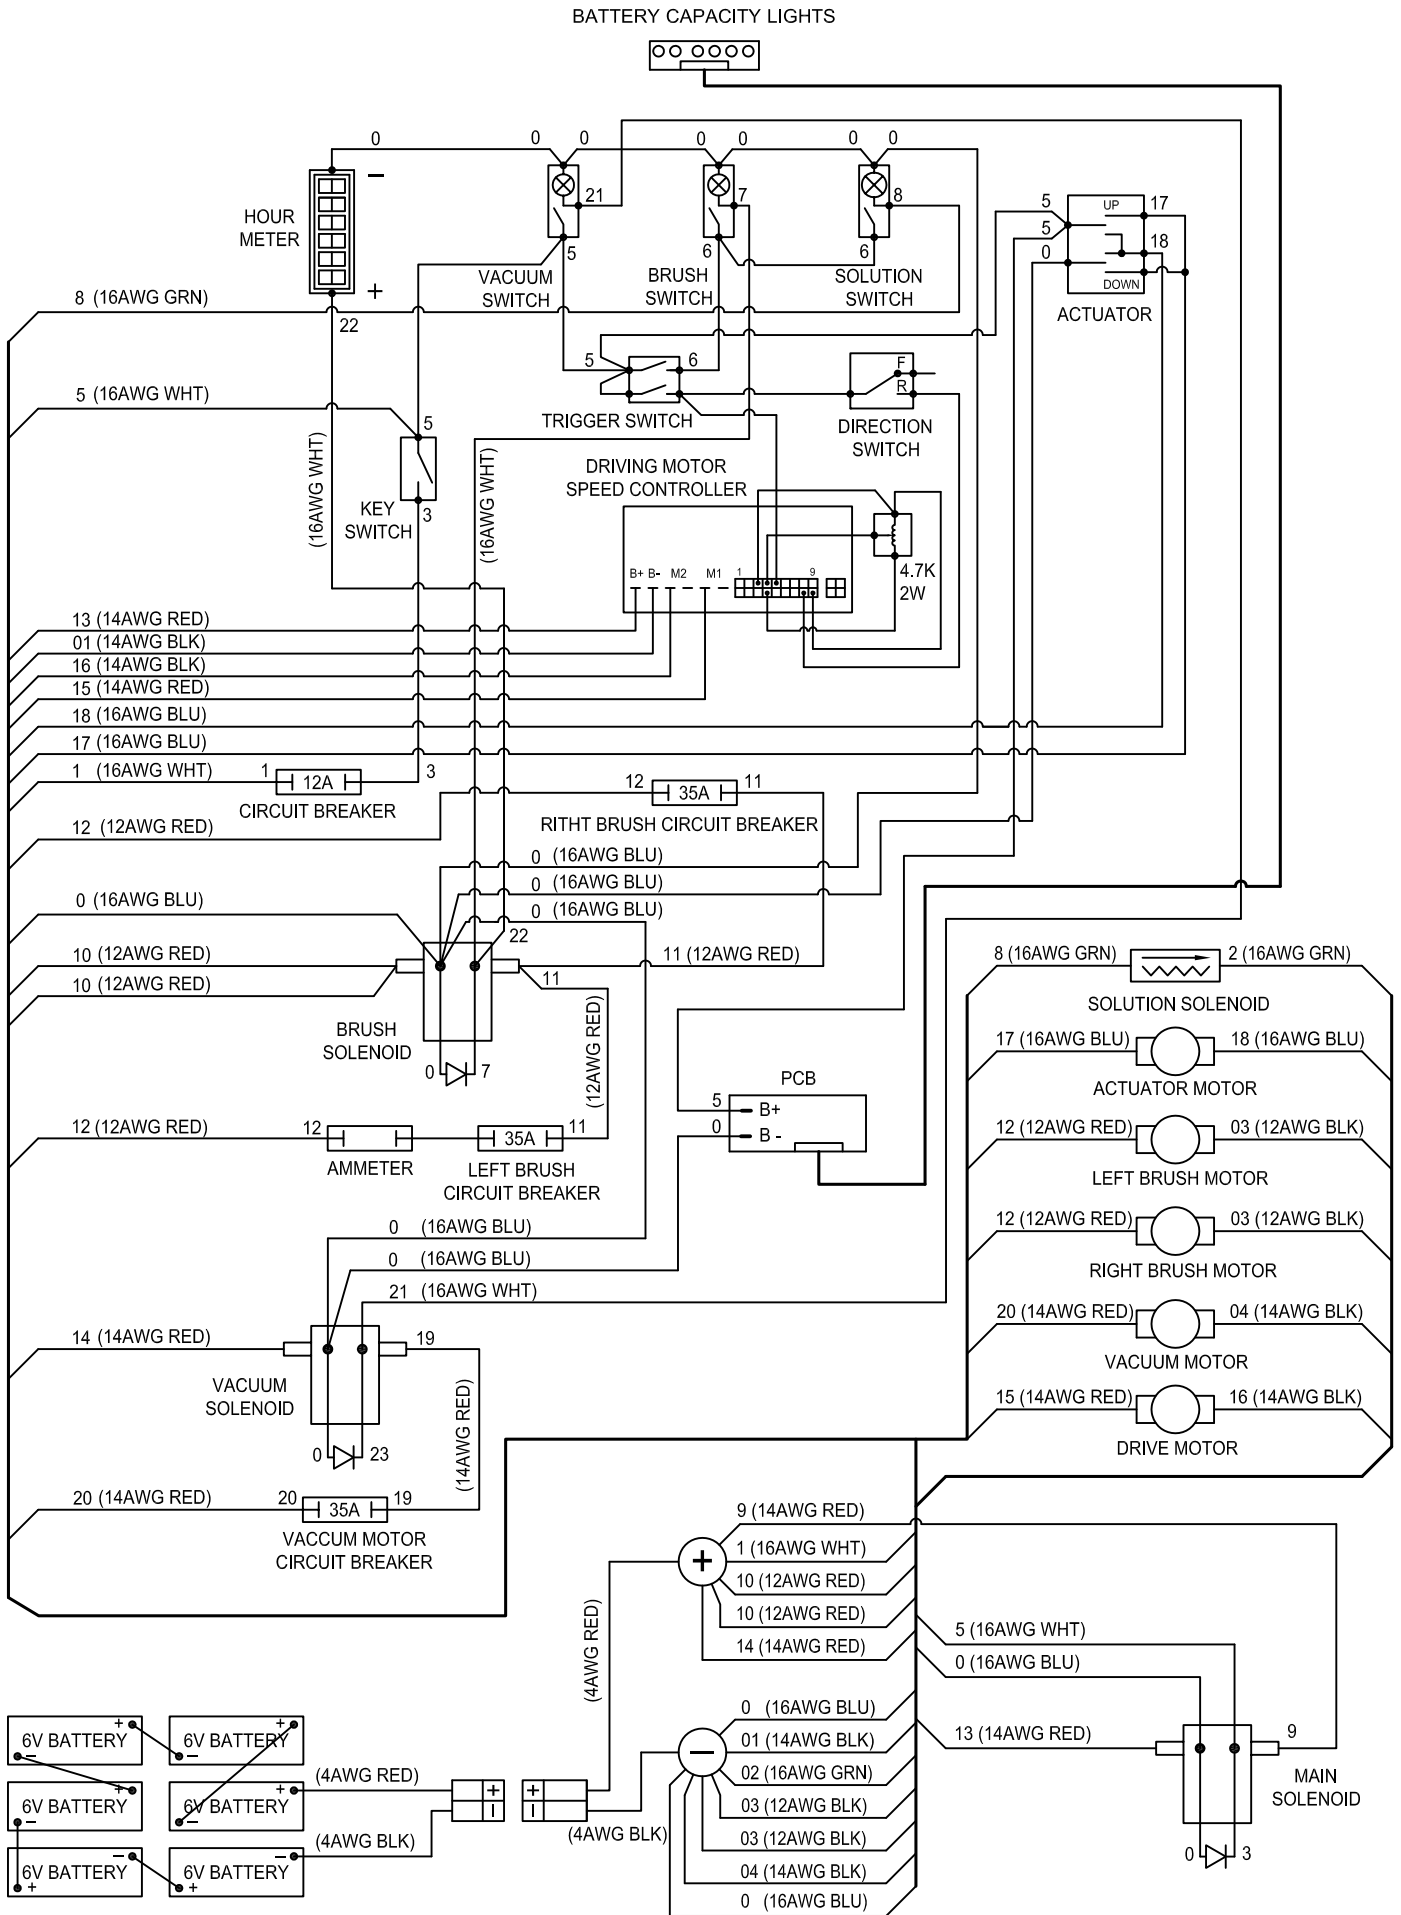 BATTERY CAPACITY LIGHTS
0 0 0 0 0 0 0
−
HOUR
METER
+
22
21
7
8
5
6
6
VACUUM
SWITCH
BRUSH
SWITCH
SOLUTION
SWITCH
5
5
0
UP
17
18
DOWN
ACTUATOR
8 (16AWG GRN)
5
6
TRIGGER SWITCH
F
R
DIRECTION
SWITCH
5 (16AWG WHT)
5
(16AWG WHT)
KEY
SWITCH
3
(16AWG WHT)
DRIVING MOTOR
SPEED CONTROLLER
B+ B- M2 M1 1 9
4.7K
2W
13 (14AWG RED)
01 (14AWG BLK)
16 (14AWG BLK)
15 (14AWG RED)
18 (16AWG BLU)
17 (16AWG BLU)
1 (16AWG WHT)
1 12A 3
CIRCUIT BREAKER
12 35A 11
RITHT BRUSH CIRCUIT BREAKER
12 (12AWG RED)
0 (16AWG BLU)
0 (16AWG BLU)
0 (16AWG BLU)
0 (16AWG BLU)
22
10 (12AWG RED)
10 (12AWG RED)
11 (12AWG RED)
11
(12AWG RED)
BRUSH
SOLENOID
0 7
12 (12AWG RED)
12
AMMETER
35A 11
LEFT BRUSH
CIRCUIT BREAKER
PCB
5 B+
0 B -
0 (16AWG BLU)
0 (16AWG BLU)
21 (16AWG WHT)
14 (14AWG RED)
19
VACUUM
SOLENOID
0 23
(14AWG RED)
20 (14AWG RED)
20 35A 19
VACCUM MOTOR
CIRCUIT BREAKER
8 (16AWG GRN) 2 (16AWG GRN)
SOLUTION SOLENOID
17 (16AWG BLU) 18 (16AWG BLU)
ACTUATOR MOTOR
12 (12AWG RED) 03 (12AWG BLK)
LEFT BRUSH MOTOR
12 (12AWG RED) 03 (12AWG BLK)
RIGHT BRUSH MOTOR
20 (14AWG RED) 04 (14AWG BLK)
VACUUM MOTOR
15 (14AWG RED) 16 (14AWG BLK)
DRIVE MOTOR
+
9 (14AWG RED)
1 (16AWG WHT)
10 (12AWG RED)
10 (12AWG RED)
14 (14AWG RED)
(4AWG RED)
5 (16AWG WHT)
0 (16AWG BLU)
13 (14AWG RED)
9
MAIN
SOLENOID
0 3
−
0 (16AWG BLU)
01 (14AWG BLK)
02 (16AWG GRN)
03 (12AWG BLK)
03 (12AWG BLK)
04 (14AWG BLK)
0 (16AWG BLU)
6V BATTERY + −
6V BATTERY + −
6V BATTERY + −
6V BATTERY + −
6V BATTERY − +
6V BATTERY − +
(4AWG RED)
(4AWG BLK)
+ +
− −
(4AWG BLK)